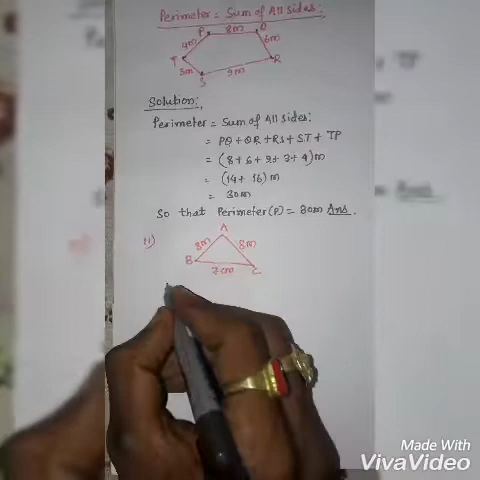 Perimeter = Sum of All sides:
P 8m Q
4m 6m
T R
3m 9m
S
Solution:
Perimeter = Sum of All sides:
= PQ + QR + RS + ST + TP
= (8 + 6 + 9 + 3 + 4) m
= (14 + 16) m
= 30m
So that Perimeter (P) = 30m Ans.
ii)
A
8m 8m
B C
7 cm
Made With
VivaVideo